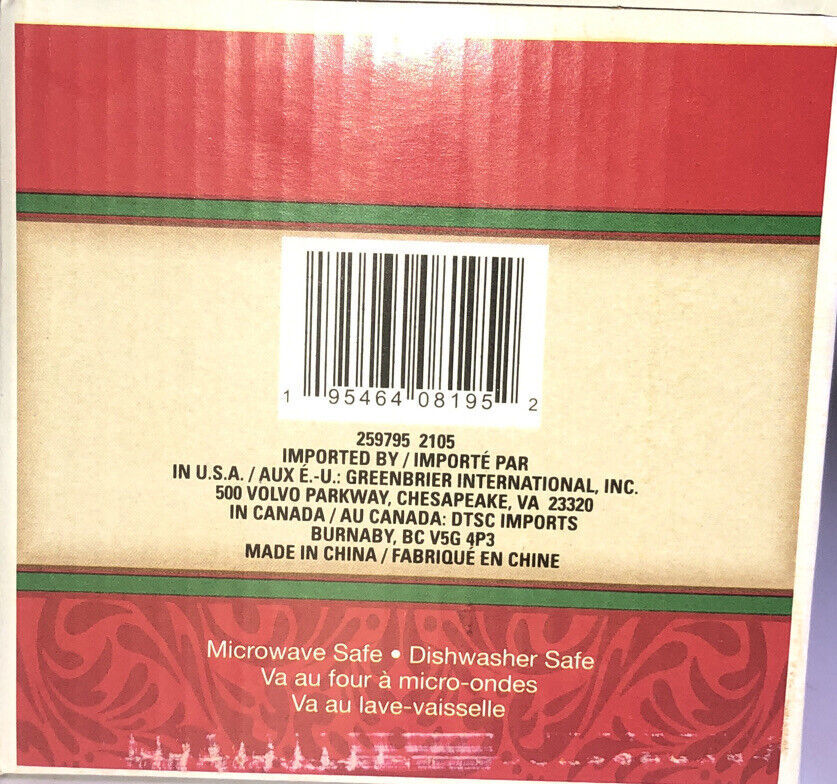 1 95464 08195 2
259795 2105
IMPORTED BY / IMPORTÉ PAR
IN U.S.A. / AUX É.-U.: GREENBRIER INTERNATIONAL, INC.
500 VOLVO PARKWAY, CHESAPEAKE, VA 23320
IN CANADA / AU CANADA: DTSC IMPORTS
BURNABY, BC V5G 4P3
MADE IN CHINA / FABRIQUÉ EN CHINE
Microwave Safe • Dishwasher Safe
Va au four à micro-ondes
Va au lave-vaisselle